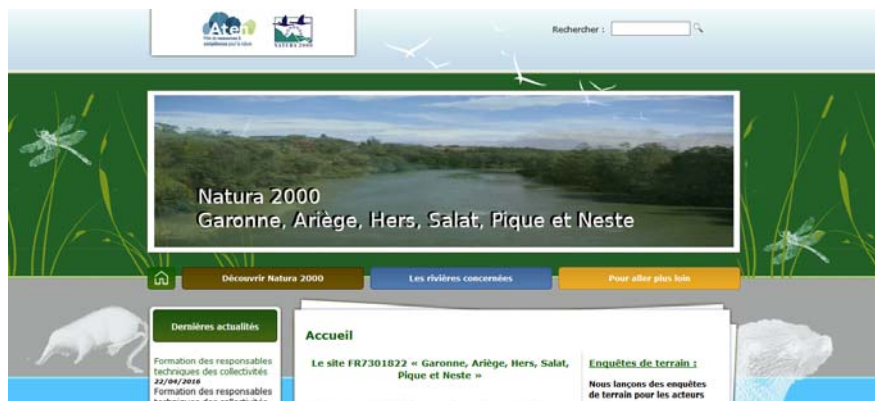 Aten
NATURA 2000
Rechercher :
Natura 2000
Garonne, Ariège, Hers, Salat, Pique et Neste
Découvrir Natura 2000
Les rivières concernées
Pour aller plus loin
Dernières actualités
Formation des responsables
techniques des collectivités
22/04/2016
Formation des responsables
techniques des collectivités
Accueil
Le site FR7301822 « Garonne, Ariège, Hers, Salat,
Pique et Neste »
Enquêtes de terrain :
Nous lançons des enquêtes
de terrain pour les acteurs